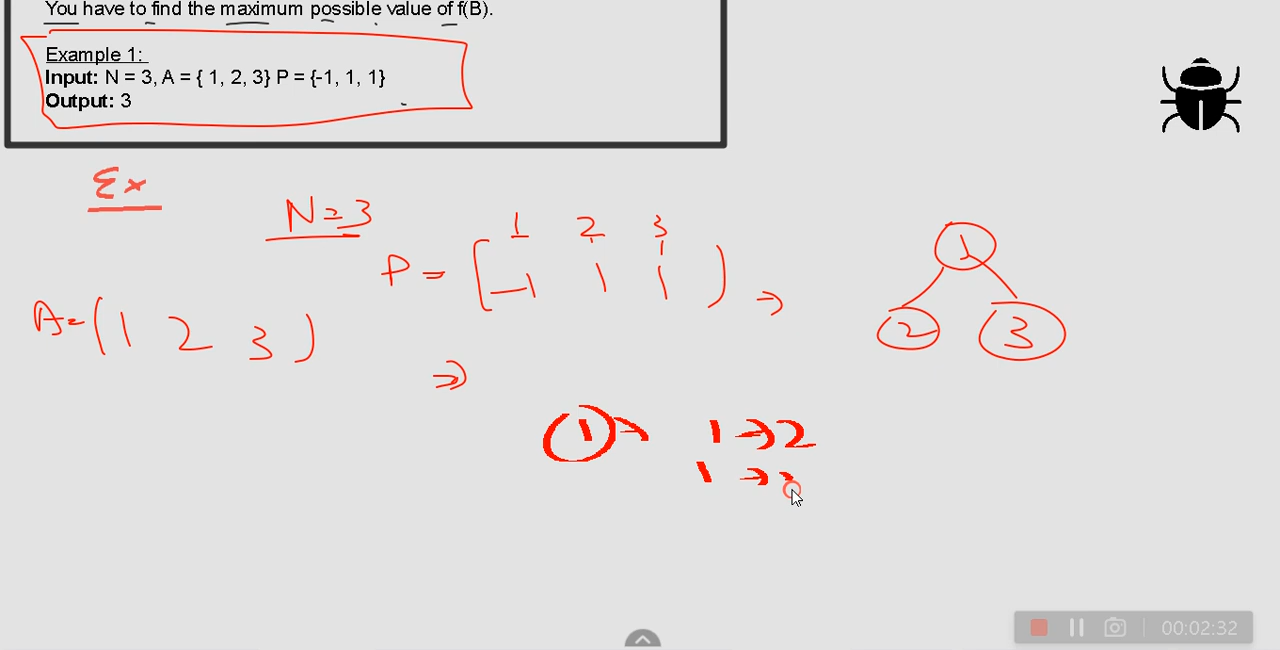 You have to find the maximum possible value of f(B).
Example 1:
Input: N = 3, A = { 1, 2, 3} P = {-1, 1, 1}
Output: 3
Ex
N=3
1 2 3
P = [ -1 1 1 ) ⇒
A= ( 1 2 3 )
⇒
1
2 3
1 → 1 → 2
1 →
00:02:32